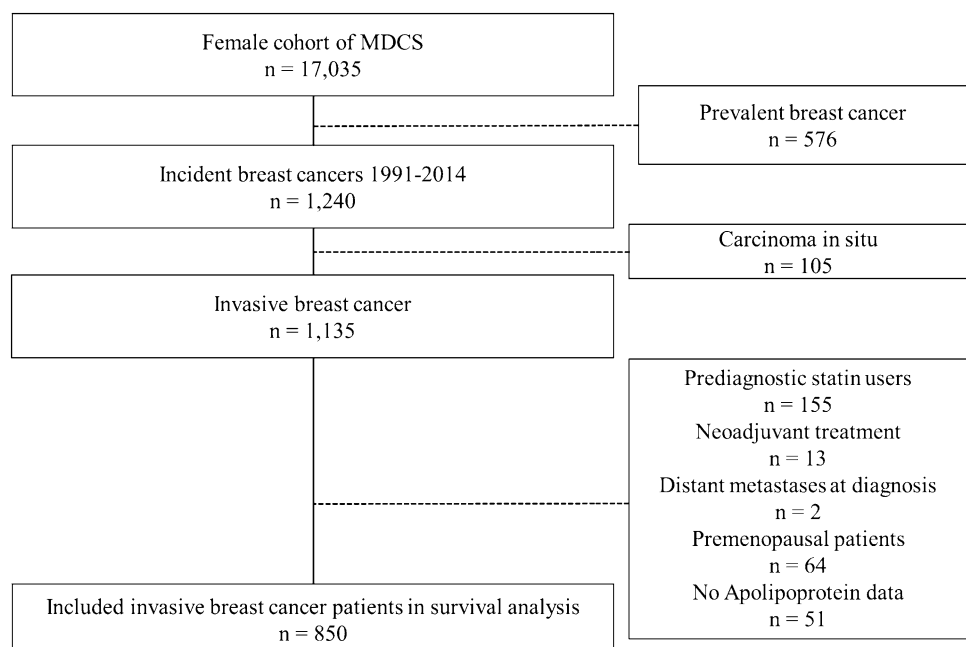 Female cohort of MDCS
n = 17,035
Prevalent breast cancer
n = 576
Incident breast cancers 1991-2014
n = 1,240
Carcinoma in situ
n = 105
Invasive breast cancer
n = 1,135
Prediagnostic statin users
n = 155
Neoadjuvant treatment
n = 13
Distant metastases at diagnosis
n = 2
Premenopausal patients
n = 64
No Apolipoprotein data
n = 51
Included invasive breast cancer patients in survival analysis
n = 850